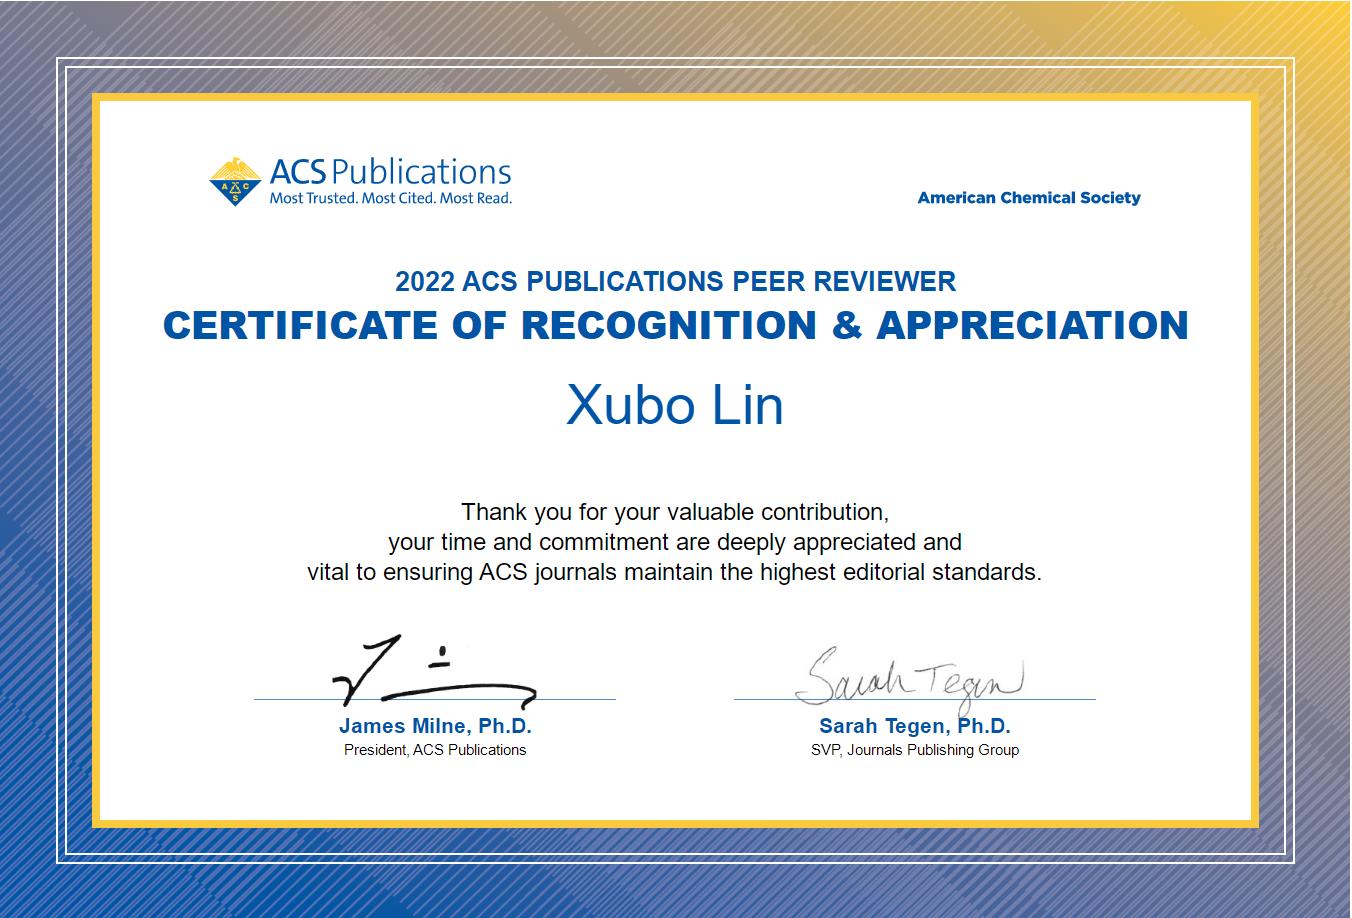 ACS Publications
Most Trusted. Most Cited. Most Read.
A C S
American Chemical Society
2022 ACS PUBLICATIONS PEER REVIEWER
CERTIFICATE OF RECOGNITION & APPRECIATION
Xubo Lin
Thank you for your valuable contribution,
your time and commitment are deeply appreciated and
vital to ensuring ACS journals maintain the highest editorial standards.
Sarah Tegen
James Milne, Ph.D.
President, ACS Publications
Sarah Tegen, Ph.D.
SVP, Journals Publishing Group